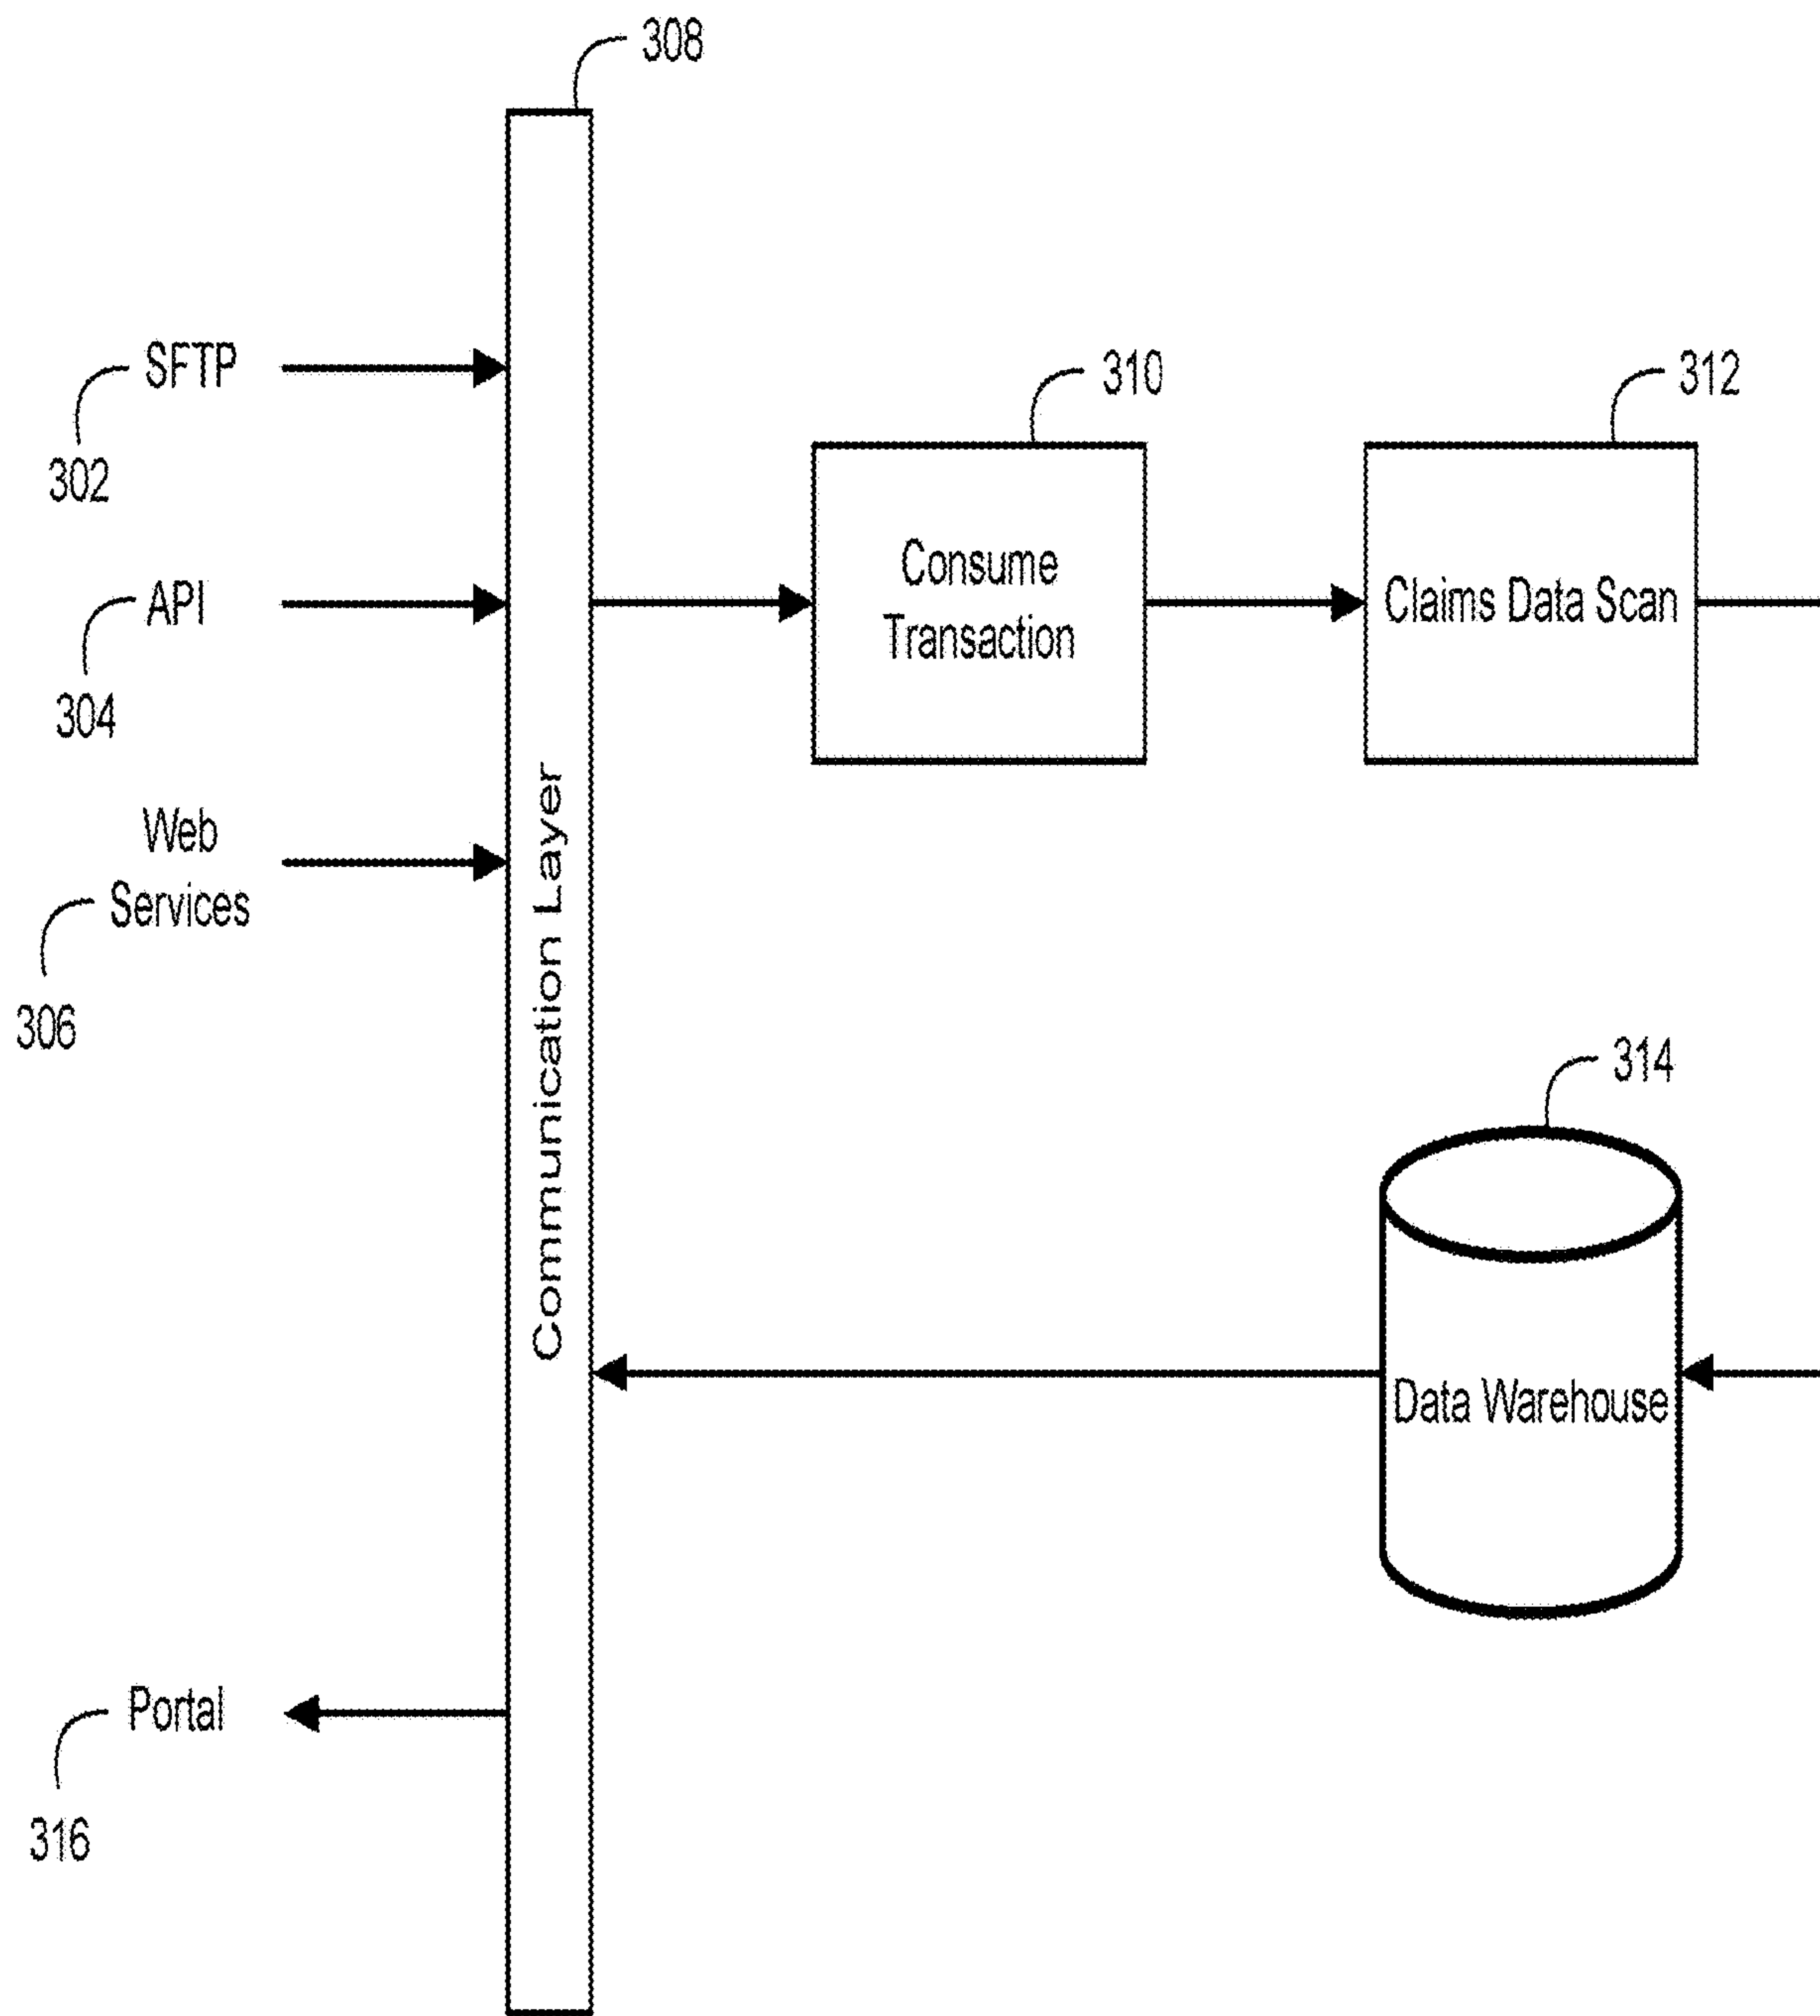 308
SFTP
302
310
312
API
304
Consume
Transaction
Claims Data Scan
Web
Services
306
Communication Layer
314
Data Warehouse
Portal
316